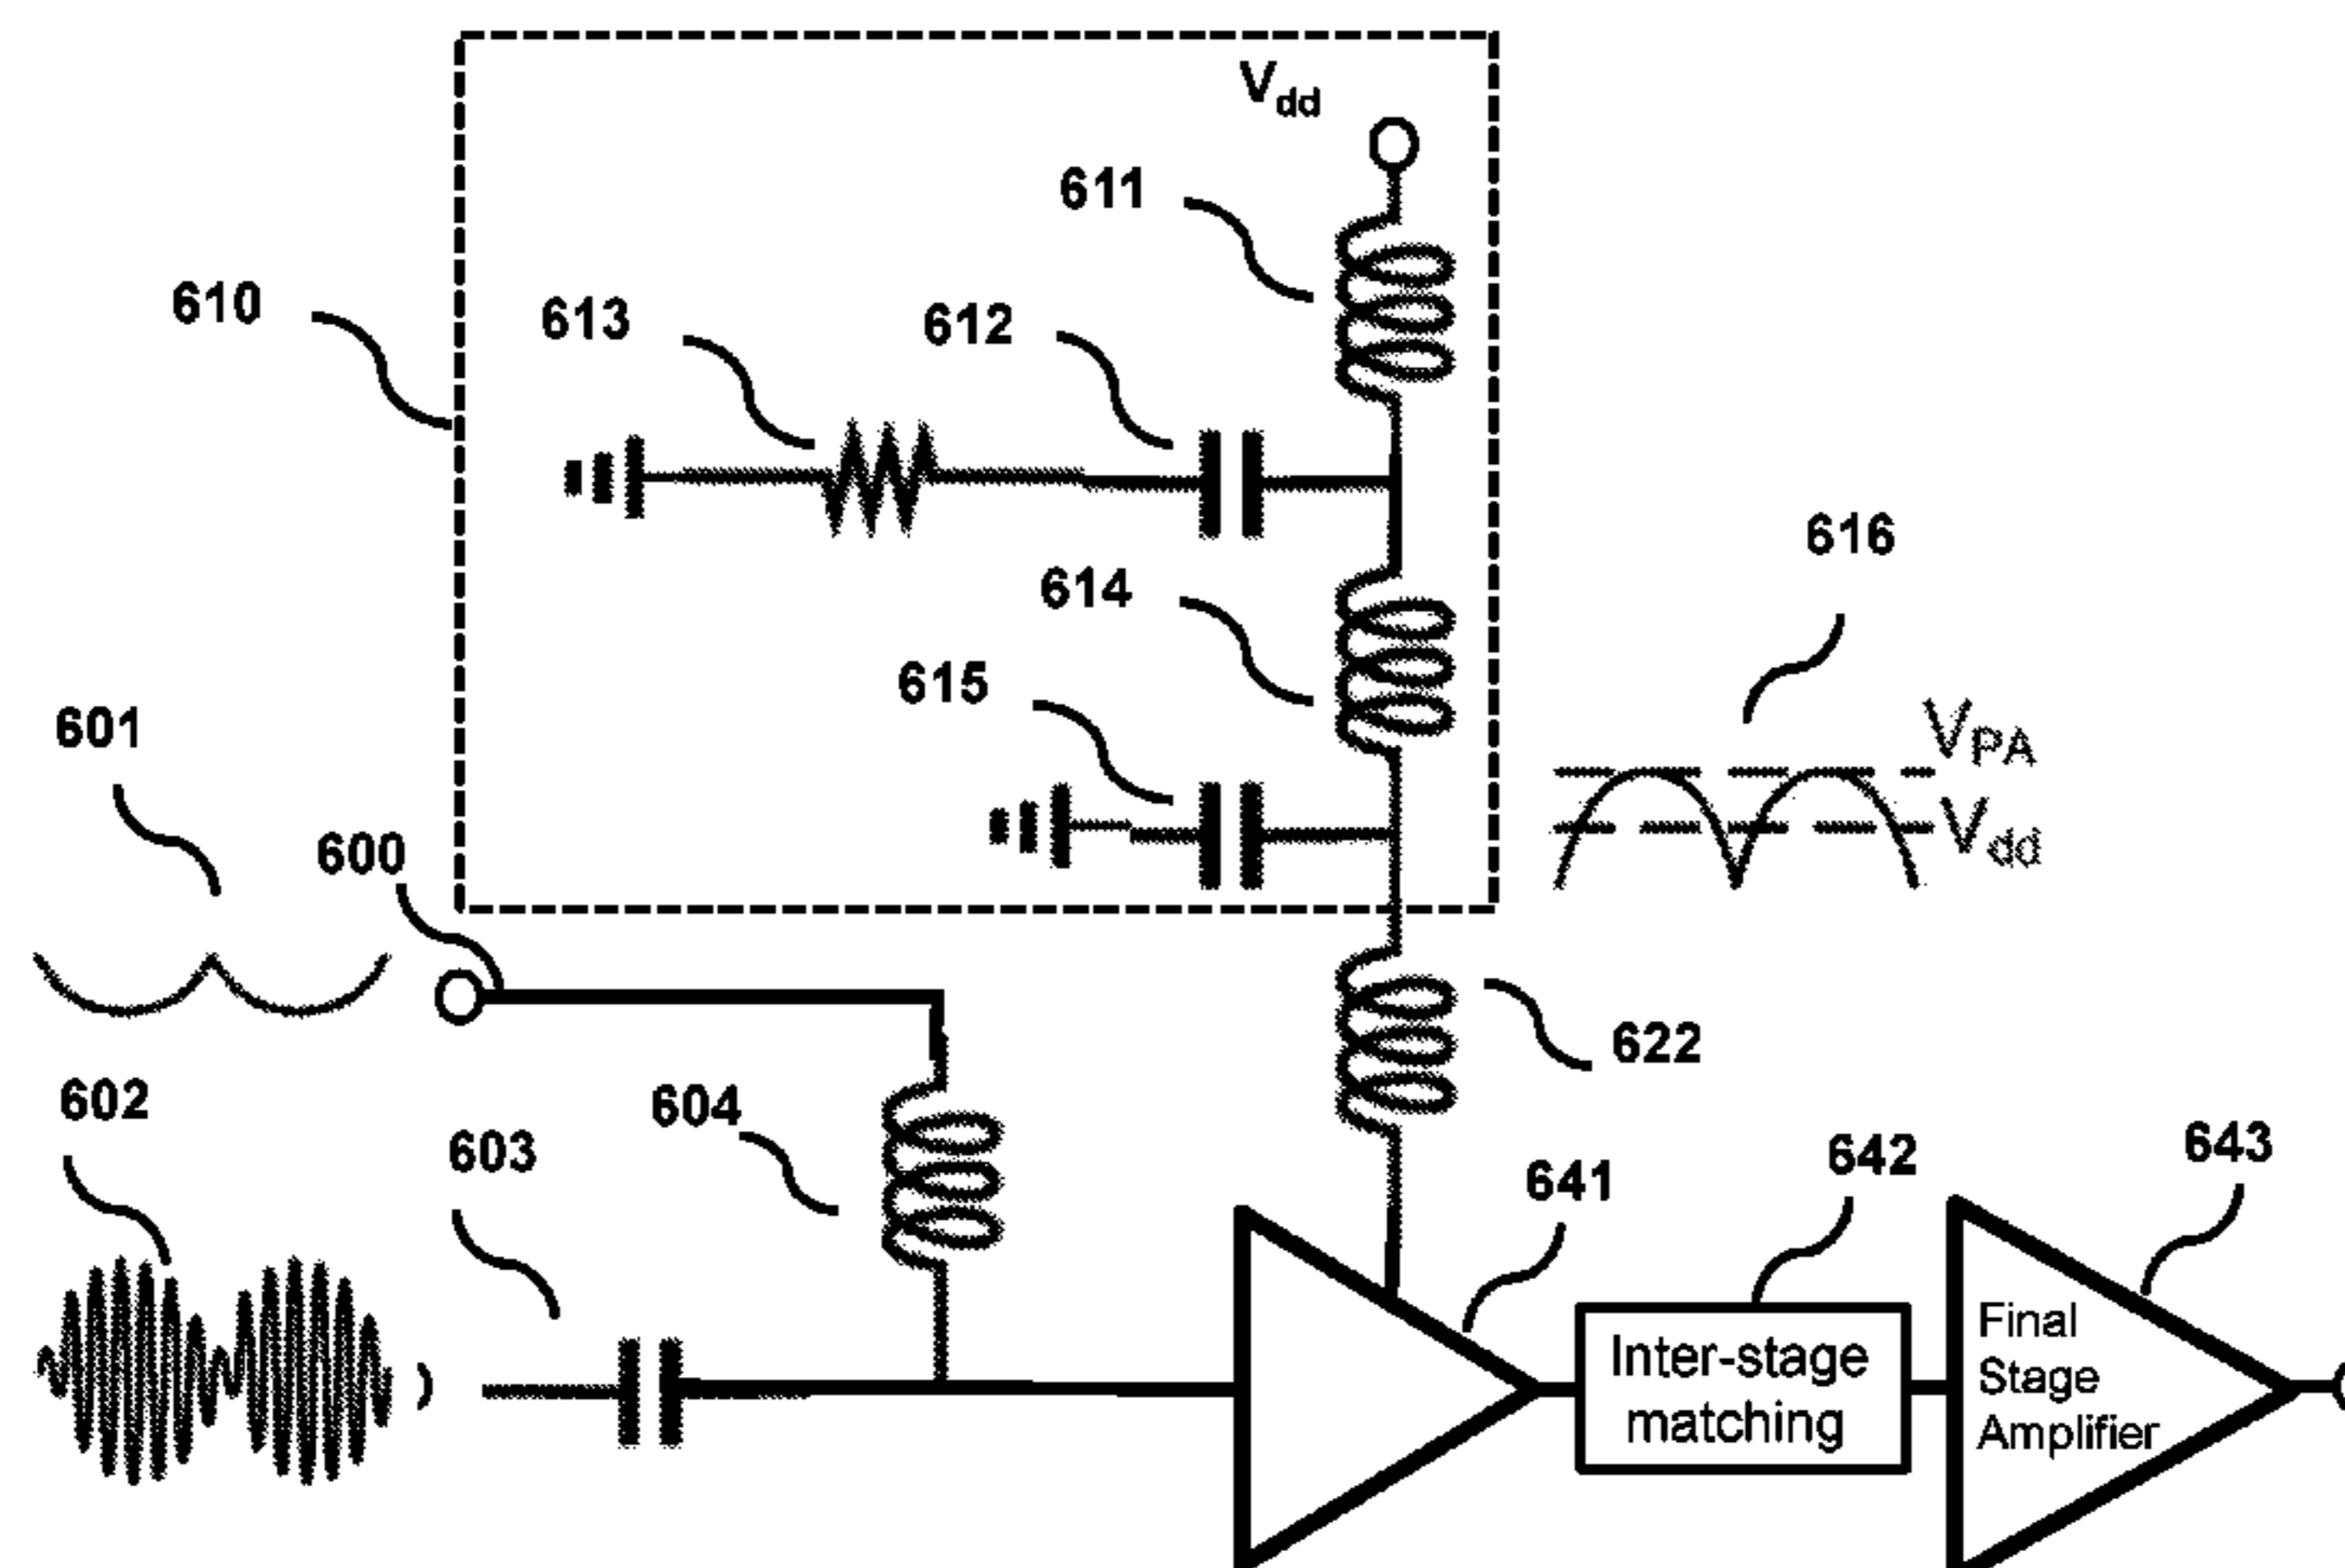 Vdd
611
610
613
612
616
614
615
VPA
601
Vdd
600
622
602
604
603
641
642
643
Inter-stage
matching
Final
Stage
Amplifier